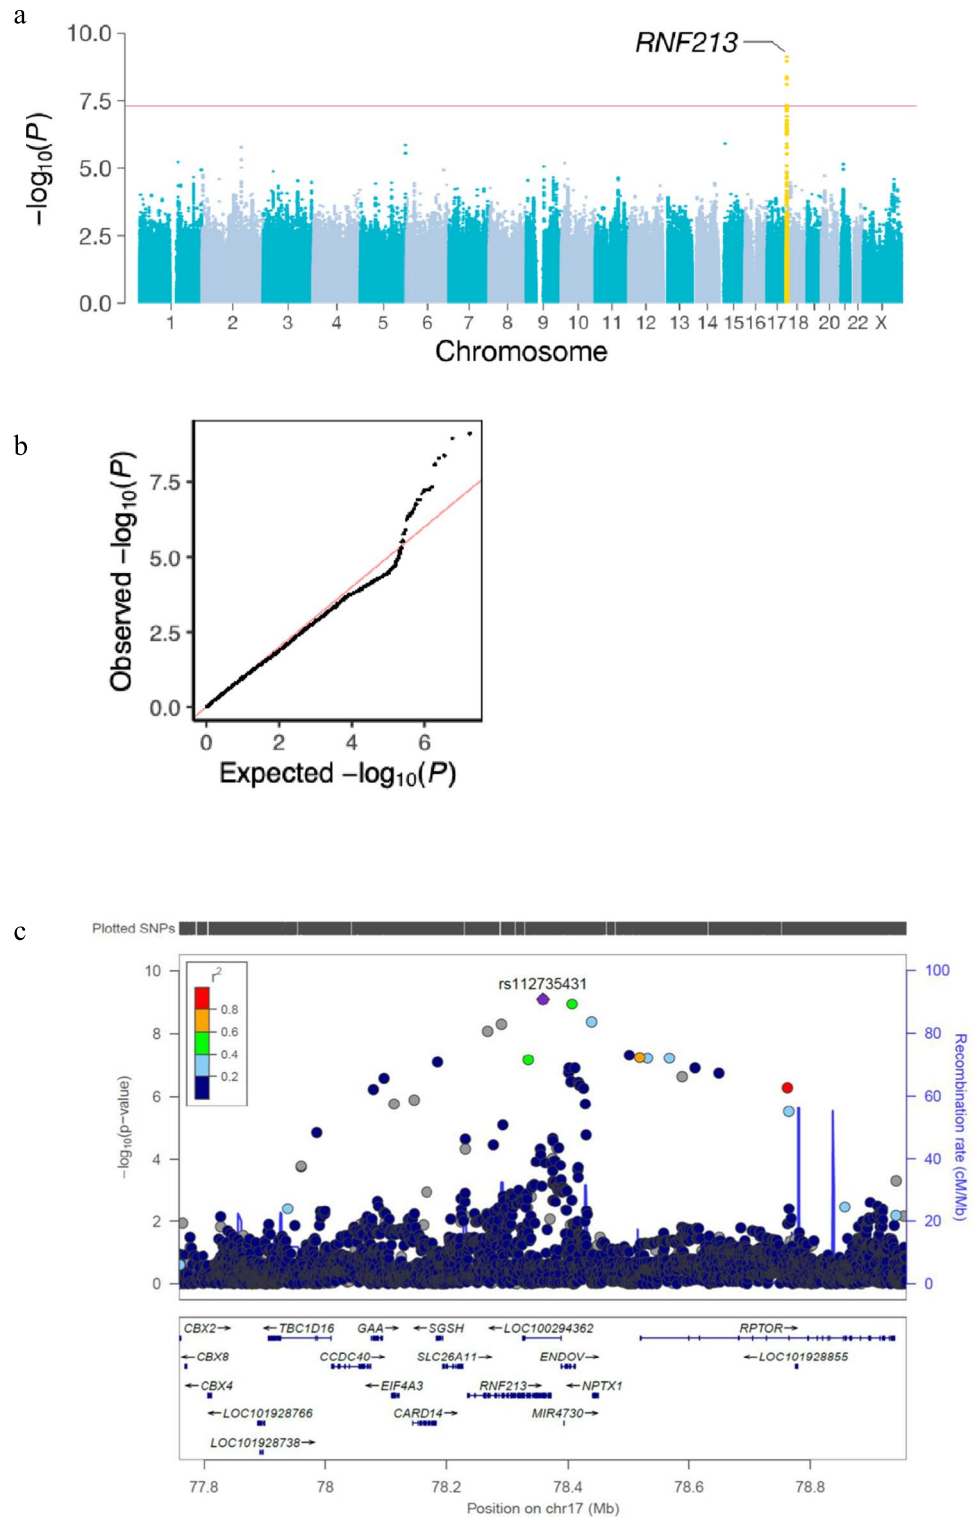 a
10.0
RNF213
7.5
5.0
2.5
0.0
−log10(P)
1 2 3 4 5 6 7 8 9 10 11 12 13 14 15 16 17 18 20 22 X
Chromosome
b
7.5
5.0
2.5
0.0
Observed −log10(P)
0 2 4 6
Expected −log10(P)
c
Plotted SNPs
r2
0.8
0.6
0.4
0.2
rs112735431
10
8
6
4
2
0
−log10(p−value)
100
80
60
40
20
0
Recombination rate (cM/Mb)
CBX2→ ←TBC1D16 GAA→ ←SGSH ←LOC100294362 RPTOR→
←CBX8 CCDC40→ SLC26A11→ ENDOV→ ←LOC101928855
←CBX4 ←EIF4A3 RNF213→ ←NPTX1
←LOC101928766 CARD14→ MIR4730→
LOC101928738→
77.8 78 78.2 78.4 78.6 78.8
Position on chr17 (Mb)